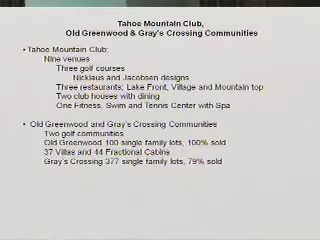 Tahoe Mountain Club,
Old Greenwood & Gray's Crossing Communities
• Tahoe Mountain Club;
Nine venues
Three golf courses
Nicklaus and Jacobsen designs
Three restaurants; Lake Front, Village and Mountain top
Two club houses with dining
One Fitness, Swim and Tennis Center with Spa
• Old Greenwood and Gray's Crossing Communities
Two golf communities
Old Greenwood 100 single family lots, 100% sold
37 Villas and 44 Fractional Cabins
Gray's Crossing 377 single family lots, 79% sold